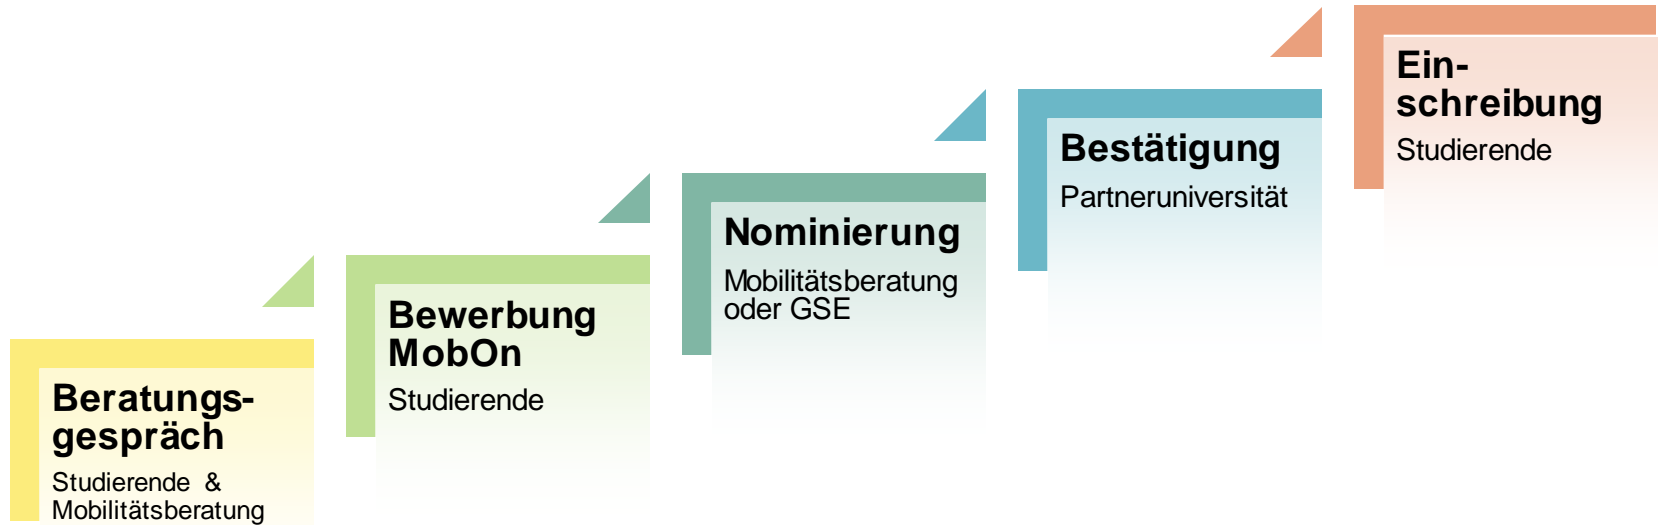 Beratungs-
gespräch
Studierende &
Mobilitätsberatung
Bewerbung
MobOn
Studierende
Nominierung
Mobilitätsberatung
oder GSE
Bestätigung
Partneruniversität
Ein-
schreibung
Studierende